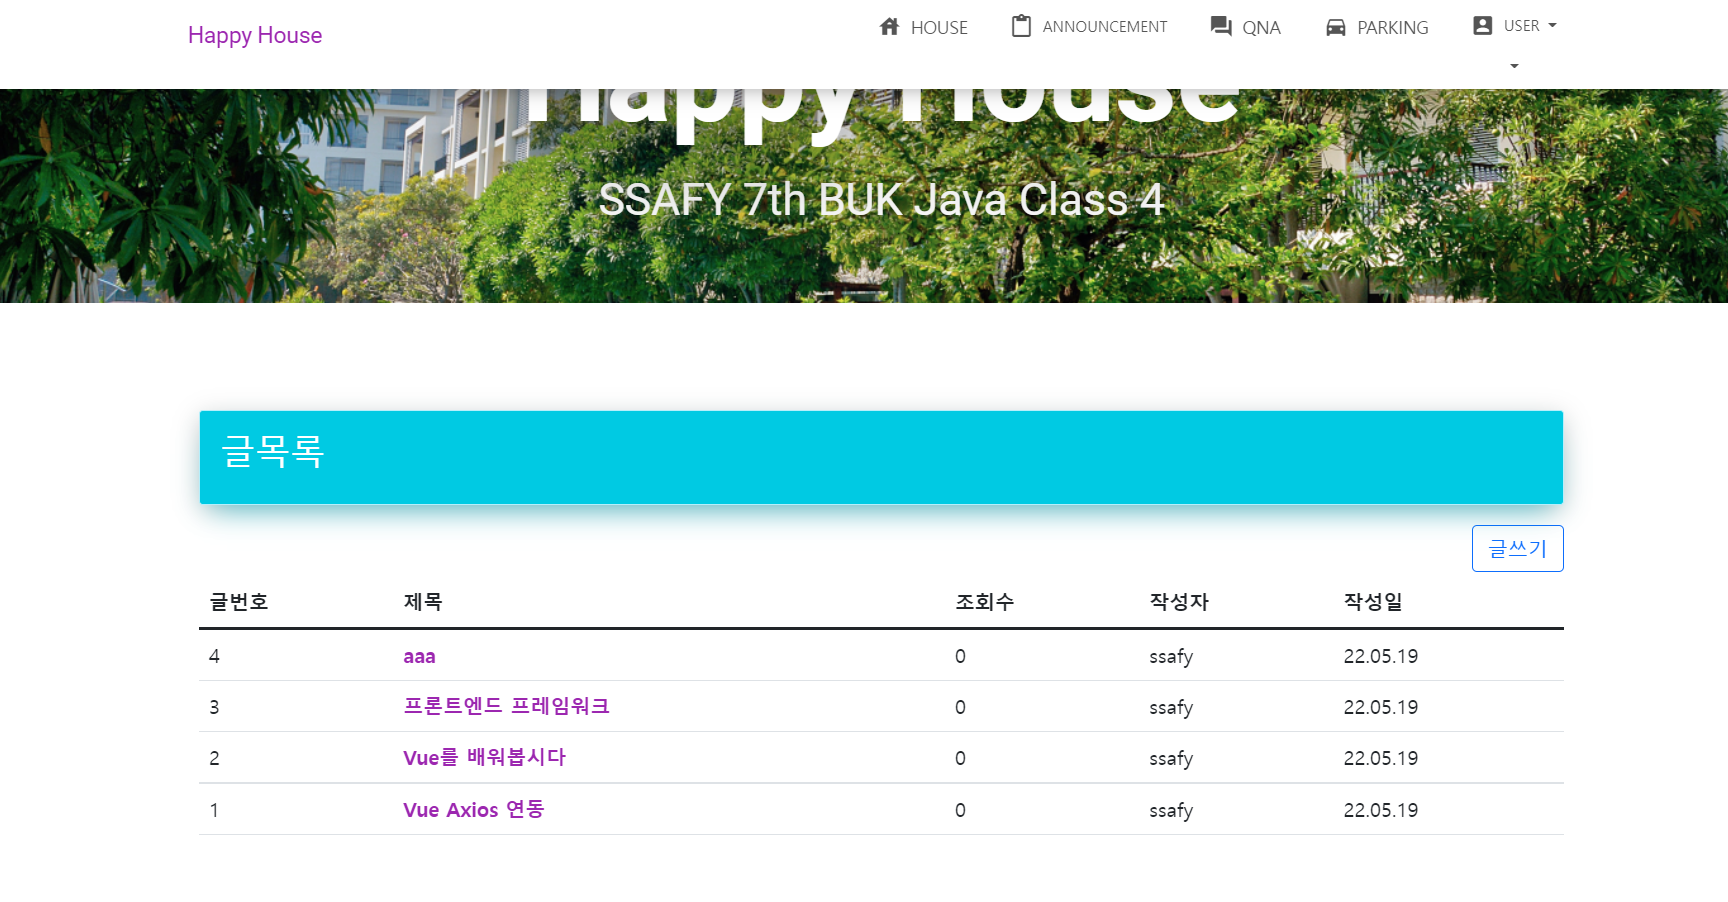 Happy House
HOUSE
ANNOUNCEMENT
QNA
PARKING
USER
Happy House
SSAFY 7th BUK Java Class 4
글목록
글쓰기
글번호 제목 조회수 작성자 작성일
4 aaa 0 ssafy 22.05.19
3 프론트엔드 프레임워크 0 ssafy 22.05.19
2 Vue를 배워봅시다 0 ssafy 22.05.19
1 Vue Axios 연동 0 ssafy 22.05.19